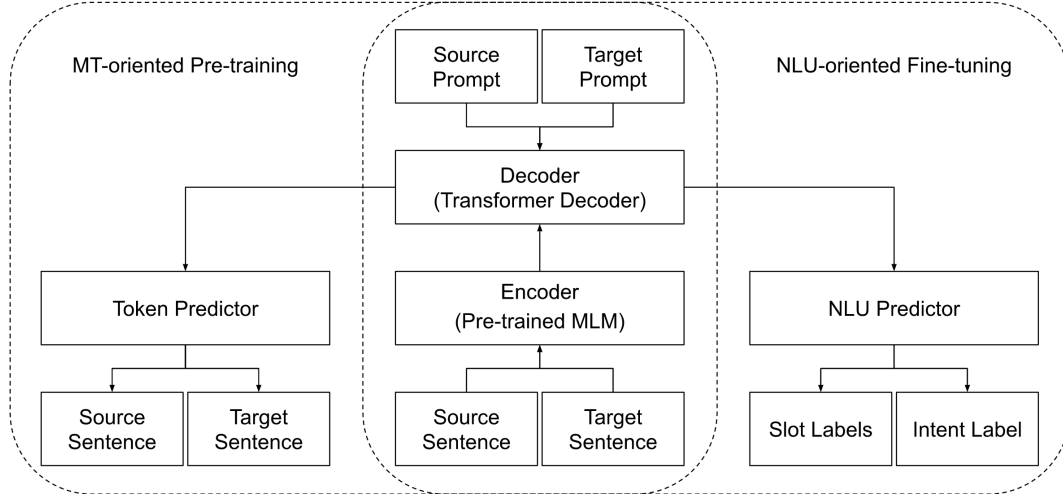 MT-oriented Pre-training
Source
Prompt
Target
Prompt
NLU-oriented Fine-tuning
Decoder
(Transformer Decoder)
Token Predictor
Encoder
(Pre-trained MLM)
NLU Predictor
Source
Sentence
Target
Sentence
Source
Sentence
Target
Sentence
Slot Labels
Intent Label